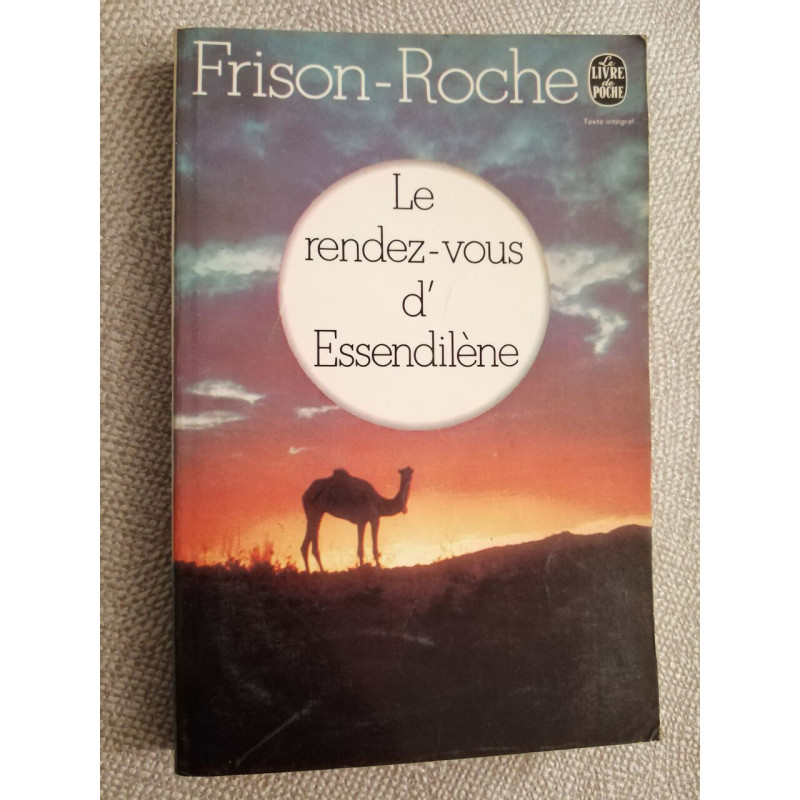 Frison-Roche
Le
LIVRE
de
POCHE
Texte intégral
Le
rendez-vous
d'
Essendilène